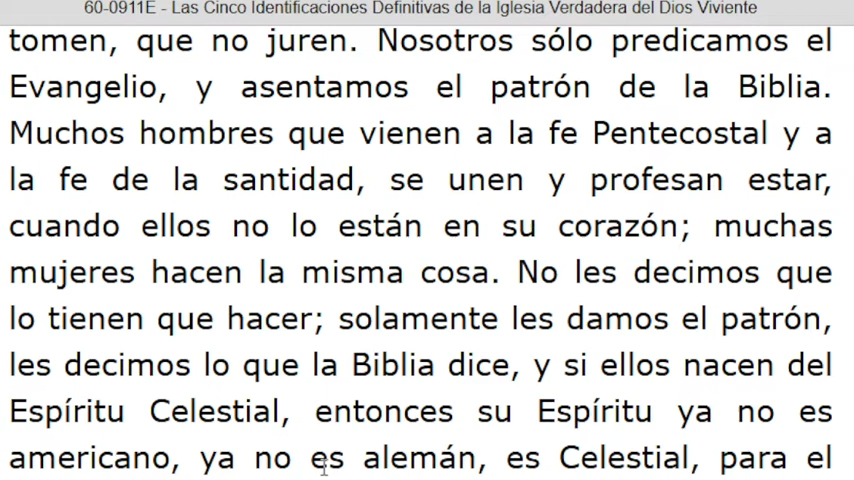 60-0911E - Las Cinco Identificaciones Definitivas de la Iglesia Verdadera del Dios Viviente
tomen, que no juren. Nosotros sólo predicamos el
Evangelio, y asentamos el patrón de la Biblia.
Muchos hombres que vienen a la fe Pentecostal y a
la fe de la santidad, se unen y profesan estar,
cuando ellos no lo están en su corazón; muchas
mujeres hacen la misma cosa. No les decimos que
lo tienen que hacer; solamente les damos el patrón,
les decimos lo que la Biblia dice, y si ellos nacen del
Espíritu Celestial, entonces su Espíritu ya no es
americano, ya no es alemán, es Celestial, para el